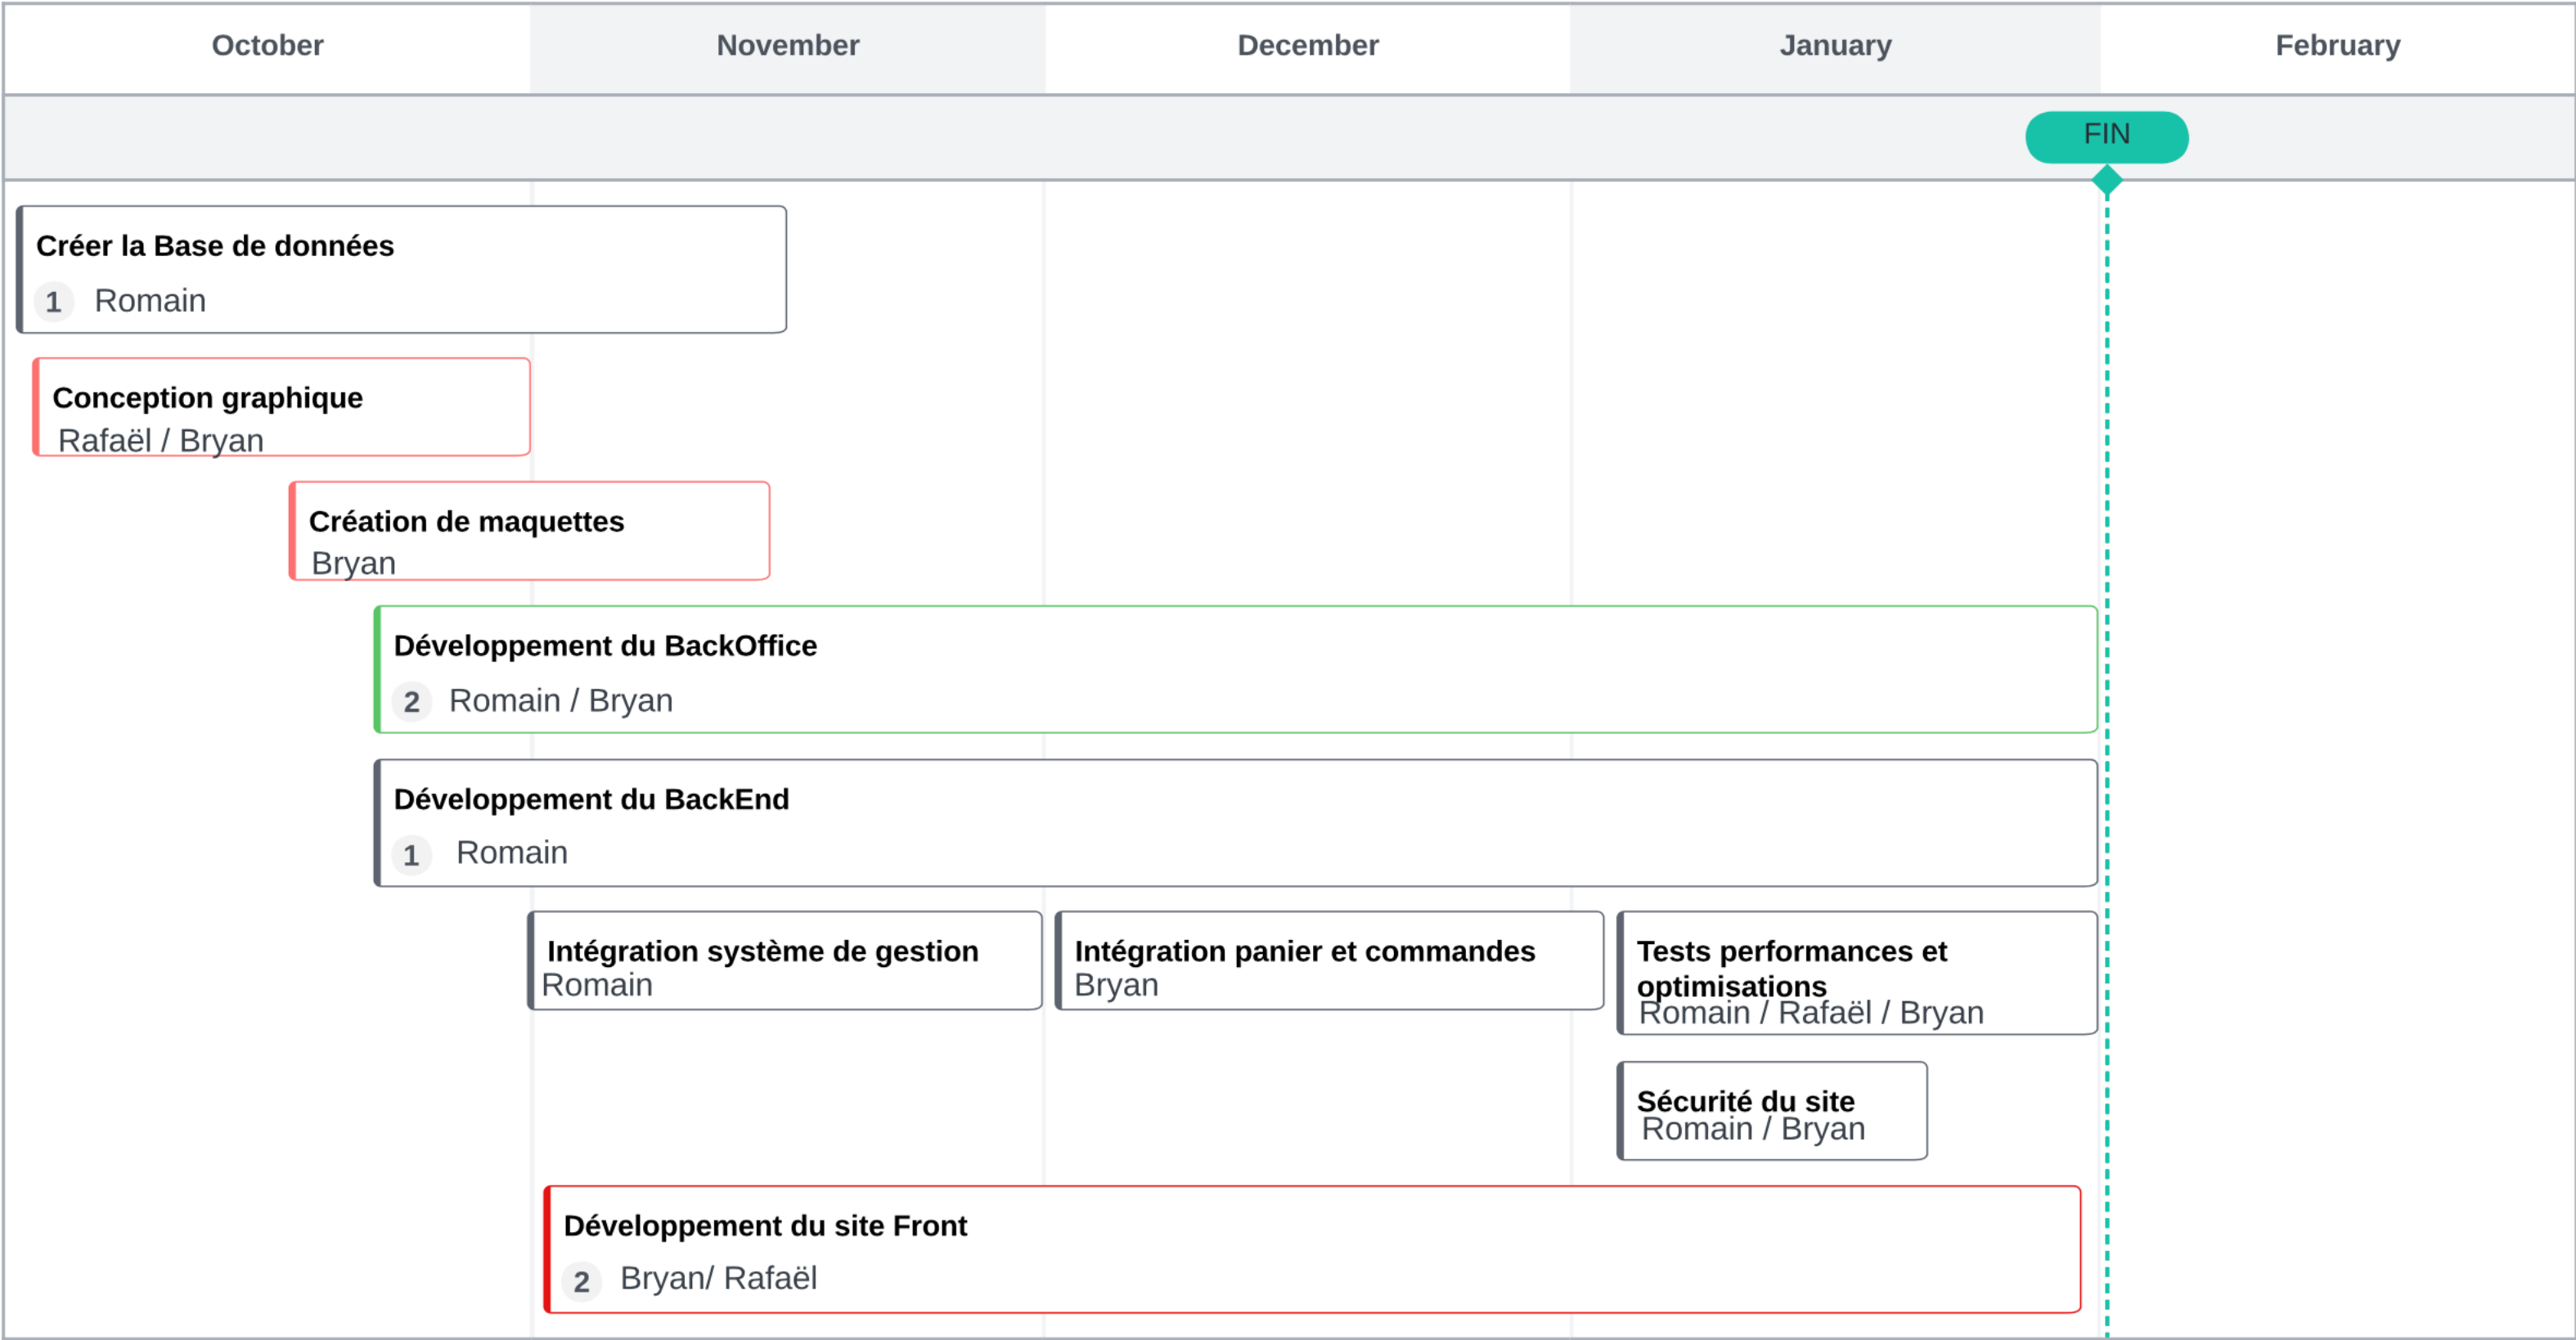 October
November
December
January
February
FIN
Créer la Base de données
1 Romain
Conception graphique
Rafaël / Bryan
Création de maquettes
Bryan
Développement du BackOffice
2 Romain / Bryan
Développement du BackEnd
1 Romain
Intégration système de gestion
Romain
Intégration panier et commandes
Bryan
Tests performances et
optimisations
Romain / Rafaël / Bryan
Sécurité du site
Romain / Bryan
Développement du site Front
2 Bryan/ Rafaël